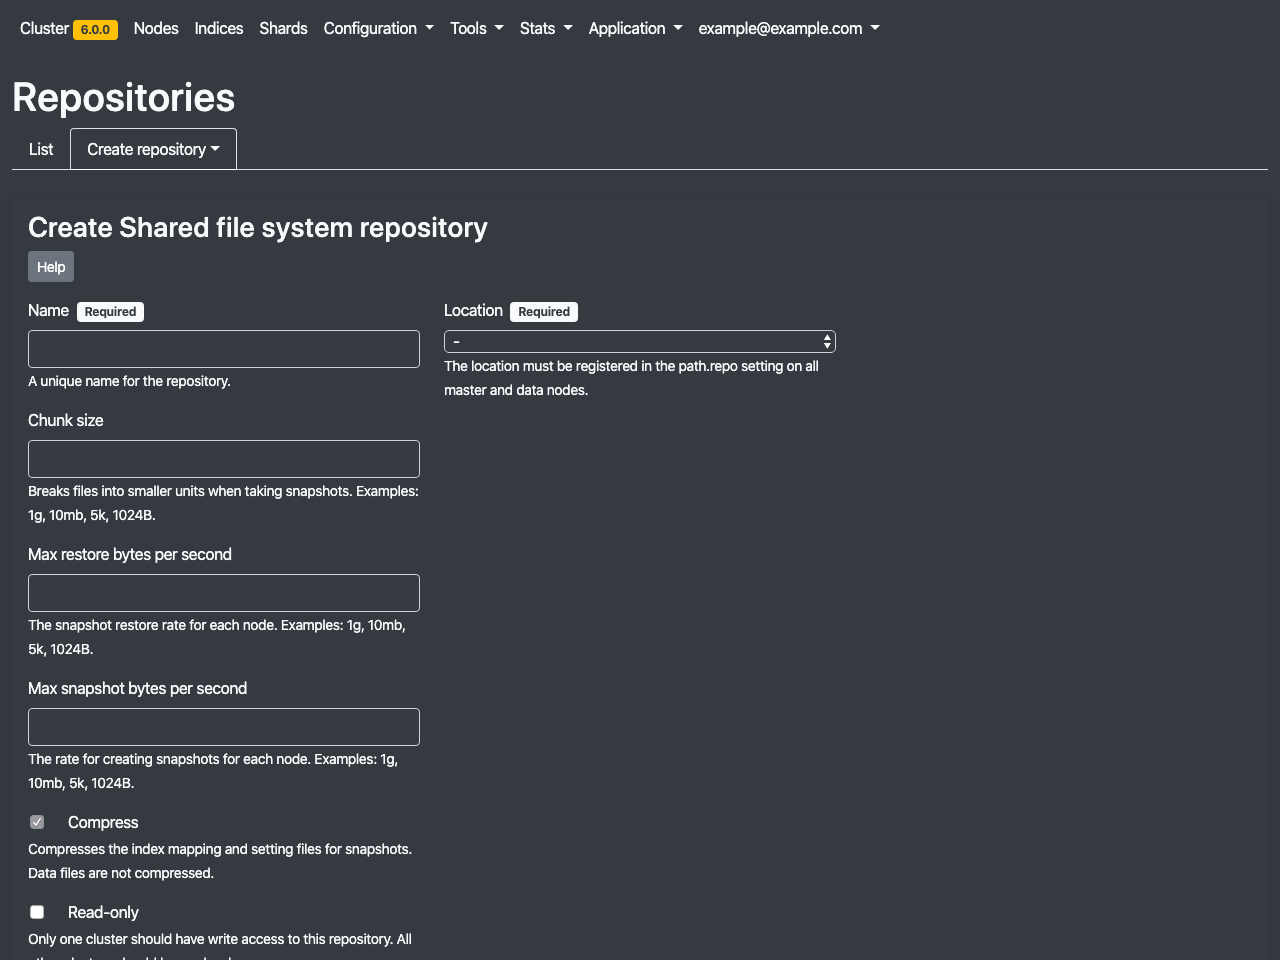 Cluster 6.0.0 Nodes Indices Shards Configuration Tools Stats Application example@example.com
Repositories
List Create repository
Create Shared file system repository
Help
Name Required
A unique name for the repository.
Location Required
-
The location must be registered in the path.repo setting on all
master and data nodes.
Chunk size
Breaks files into smaller units when taking snapshots. Examples:
1g, 10mb, 5k, 1024B.
Max restore bytes per second
The snapshot restore rate for each node. Examples: 1g, 10mb,
5k, 1024B.
Max snapshot bytes per second
The rate for creating snapshots for each node. Examples: 1g,
10mb, 5k, 1024B.
Compress
Compresses the index mapping and setting files for snapshots.
Data files are not compressed.
Read-only
Only one cluster should have write access to this repository. All